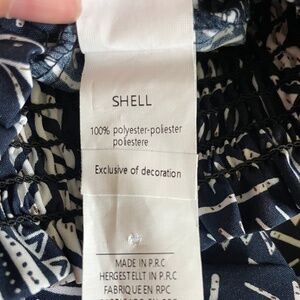 SHELL
100% polyester-poliester
poliestere
Exclusive of decoration
MADE IN P.R.C
HERGESTELLT IN P.R.C
FABRIQUE EN RPC